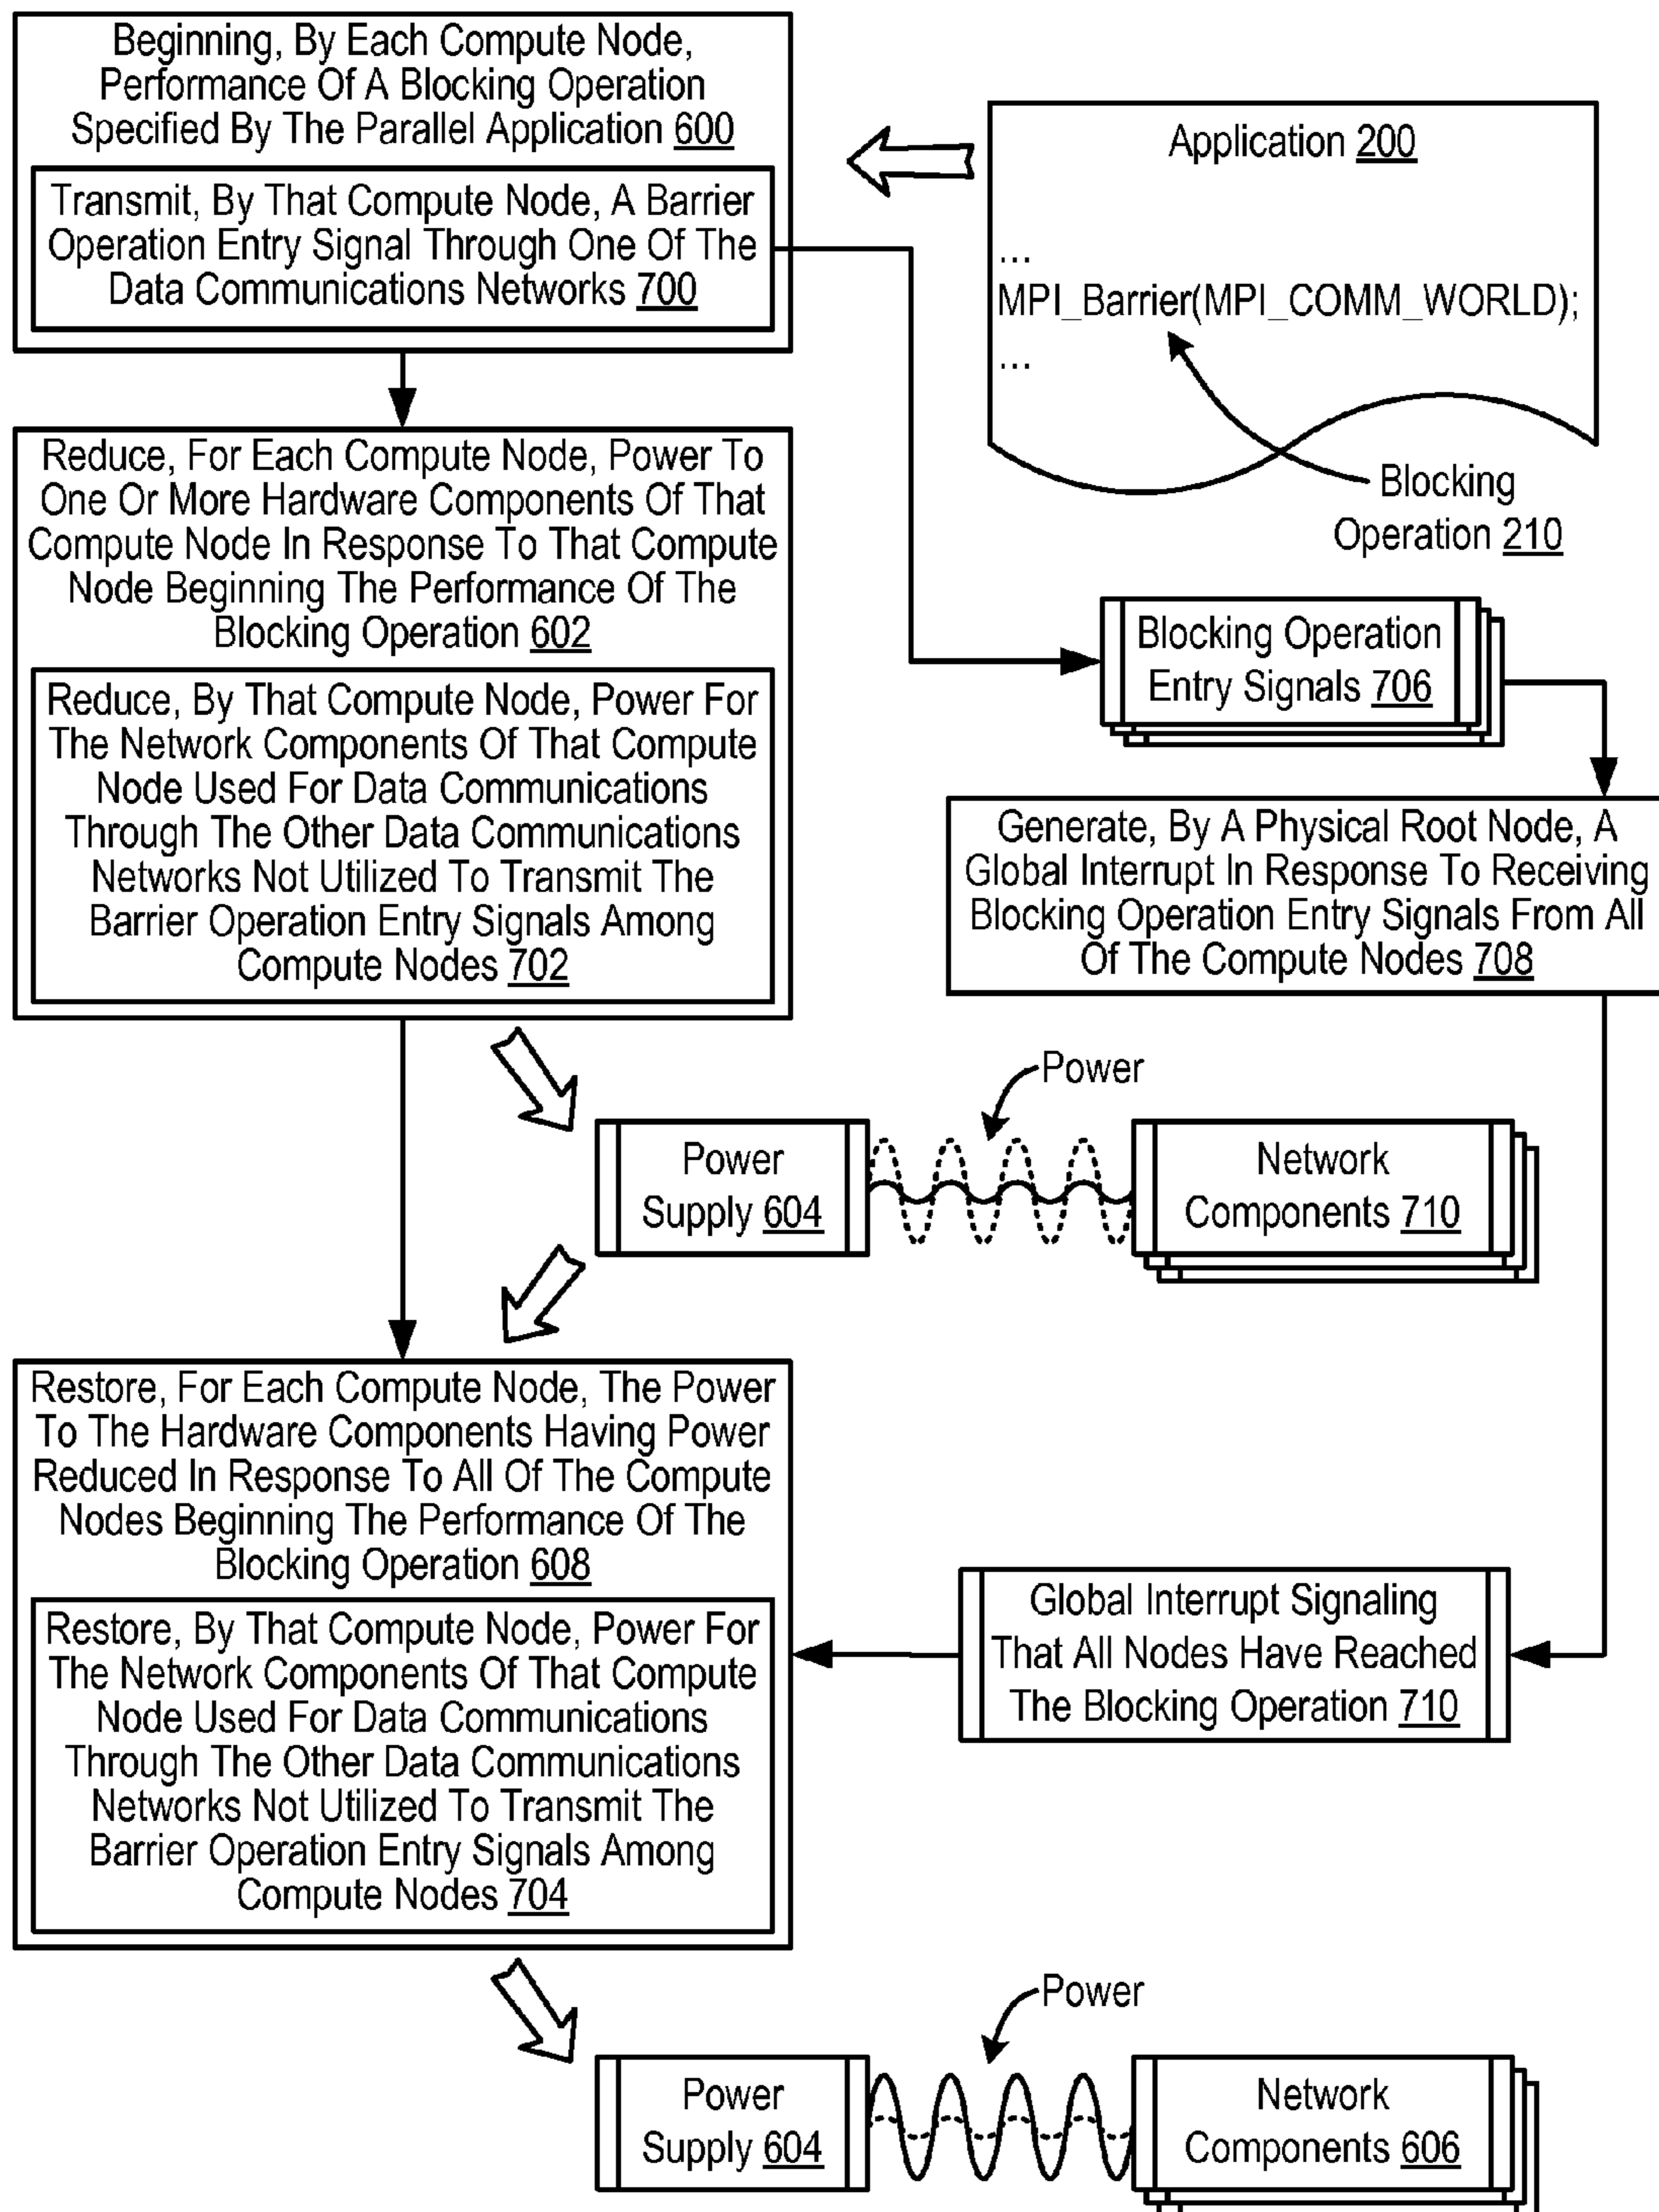 Beginning, By Each Compute Node,
Performance Of A Blocking Operation
Specified By The Parallel Application 600
Transmit, By That Compute Node, A Barrier
Operation Entry Signal Through One Of The
Data Communications Networks 700
Application 200
...
MPI_Barrier(MPI_COMM_WORLD);
...
Blocking
Operation 210
Reduce, For Each Compute Node, Power To
One Or More Hardware Components Of That
Compute Node In Response To That Compute
Node Beginning The Performance Of The
Blocking Operation 602
Reduce, By That Compute Node, Power For
The Network Components Of That Compute
Node Used For Data Communications
Through The Other Data Communications
Networks Not Utilized To Transmit The
Barrier Operation Entry Signals Among
Compute Nodes 702
Blocking Operation
Entry Signals 706
Generate, By A Physical Root Node, A
Global Interrupt In Response To Receiving
Blocking Operation Entry Signals From All
Of The Compute Nodes 708
Power
Power
Supply 604
Network
Components 710
Restore, For Each Compute Node, The Power
To The Hardware Components Having Power
Reduced In Response To All Of The Compute
Nodes Beginning The Performance Of The
Blocking Operation 608
Restore, By That Compute Node, Power For
The Network Components Of That Compute
Node Used For Data Communications
Through The Other Data Communications
Networks Not Utilized To Transmit The
Barrier Operation Entry Signals Among
Compute Nodes 704
Global Interrupt Signaling
That All Nodes Have Reached
The Blocking Operation 710
Power
Power
Supply 604
Network
Components 606